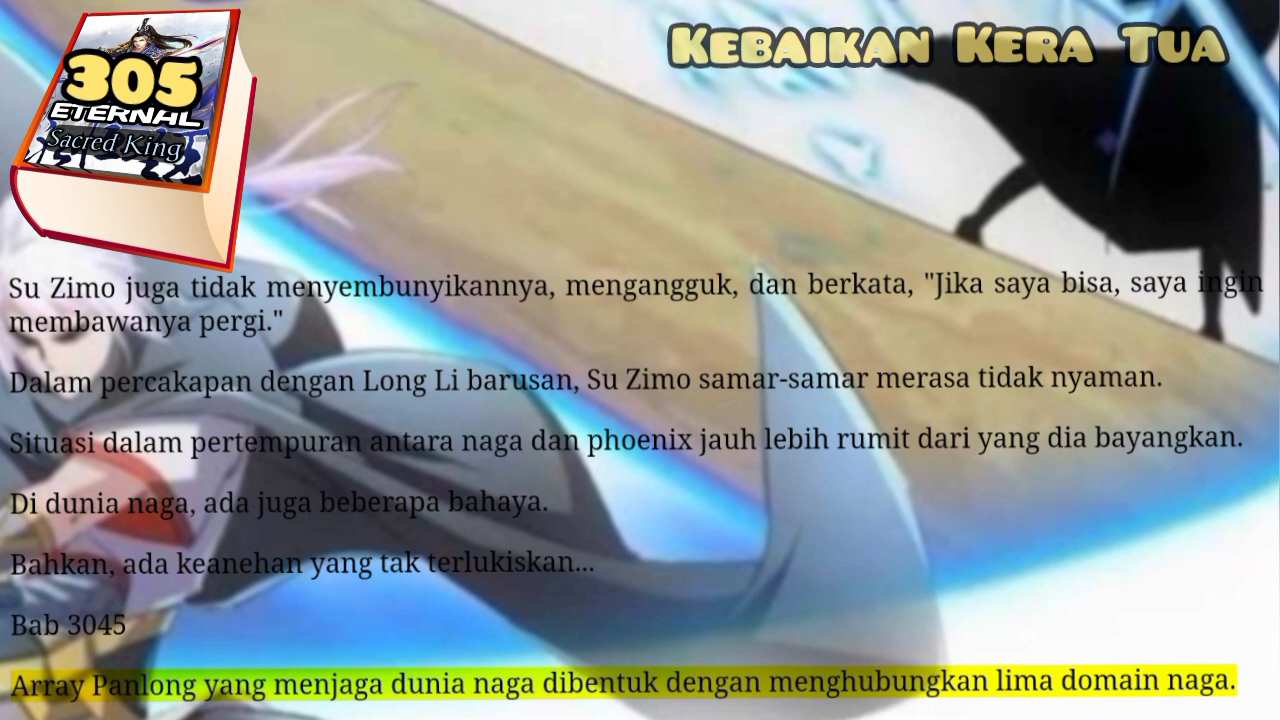 305
ETERNAL
Sacred King
Kebaikan Kera Tua
Su Zimo juga tidak menyembunyikannya, mengangguk, dan berkata, "Jika saya bisa, saya ingin
membawanya pergi."
Dalam percakapan dengan Long Li barusan, Su Zimo samar-samar merasa tidak nyaman.
Situasi dalam pertempuran antara naga dan phoenix jauh lebih rumit dari yang dia bayangkan.
Di dunia naga, ada juga beberapa bahaya.
Bahkan, ada keanehan yang tak terlukiskan...
Bab 3045
Array Panlong yang menjaga dunia naga dibentuk dengan menghubungkan lima domain naga.